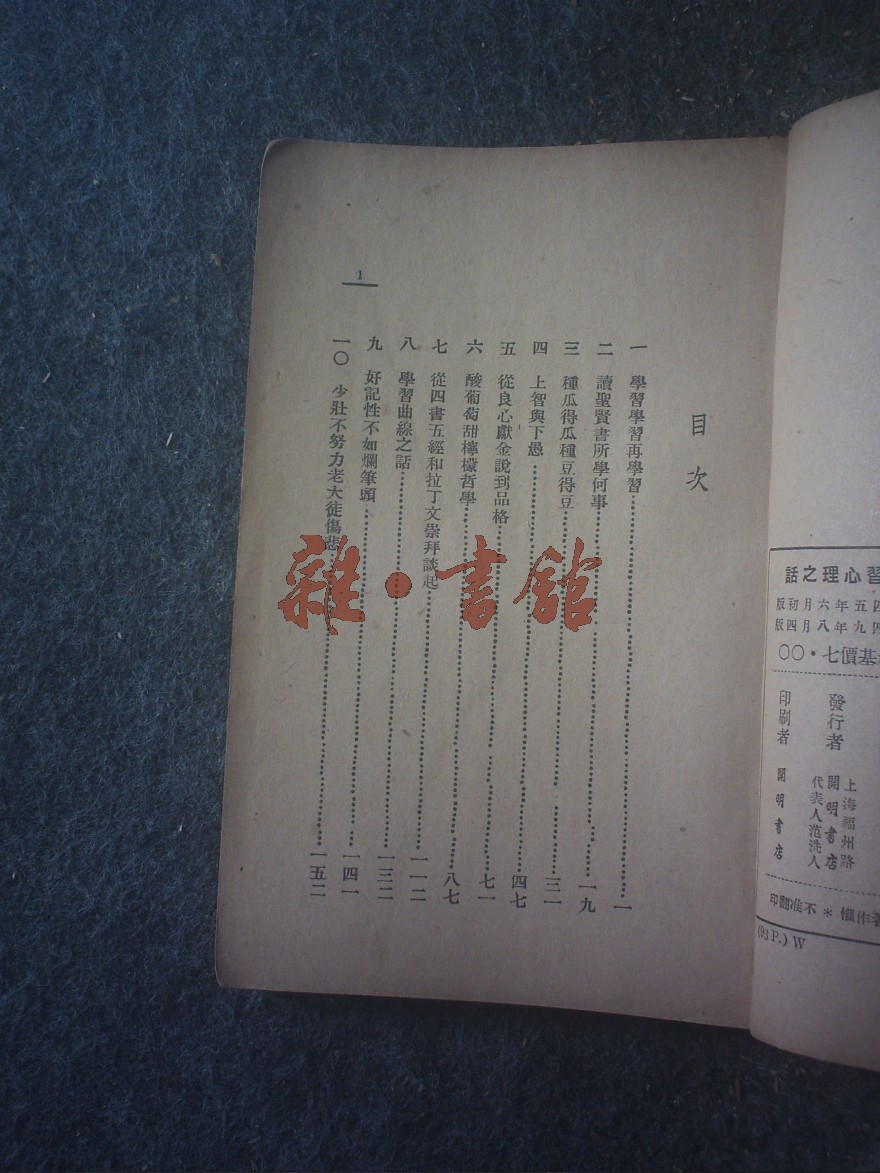 目次
一 學習學習再學習……一
二 讀聖賢書所學何事……一九
三 種瓜得瓜種豆得豆……三一
四 上智與下愚……四七
五 從良心獻金說到品格……七一
六 酸葡萄甜檸檬哲學……八七
七 從四書五經和拉丁文崇拜談起……一一二
八 學習曲線之話……一三二
九 好記性不如爛筆頭……一四一
一〇 少壯不努力老大徒傷悲……一五二
1
雜·書舘
習心理之話
四五年六月初版
四九年八月四版
基價七·〇〇
發行者
上海福州路
開明書店
代表人范洗人
印刷者 開明書店
著作權*不准翻印
(93 P.) W